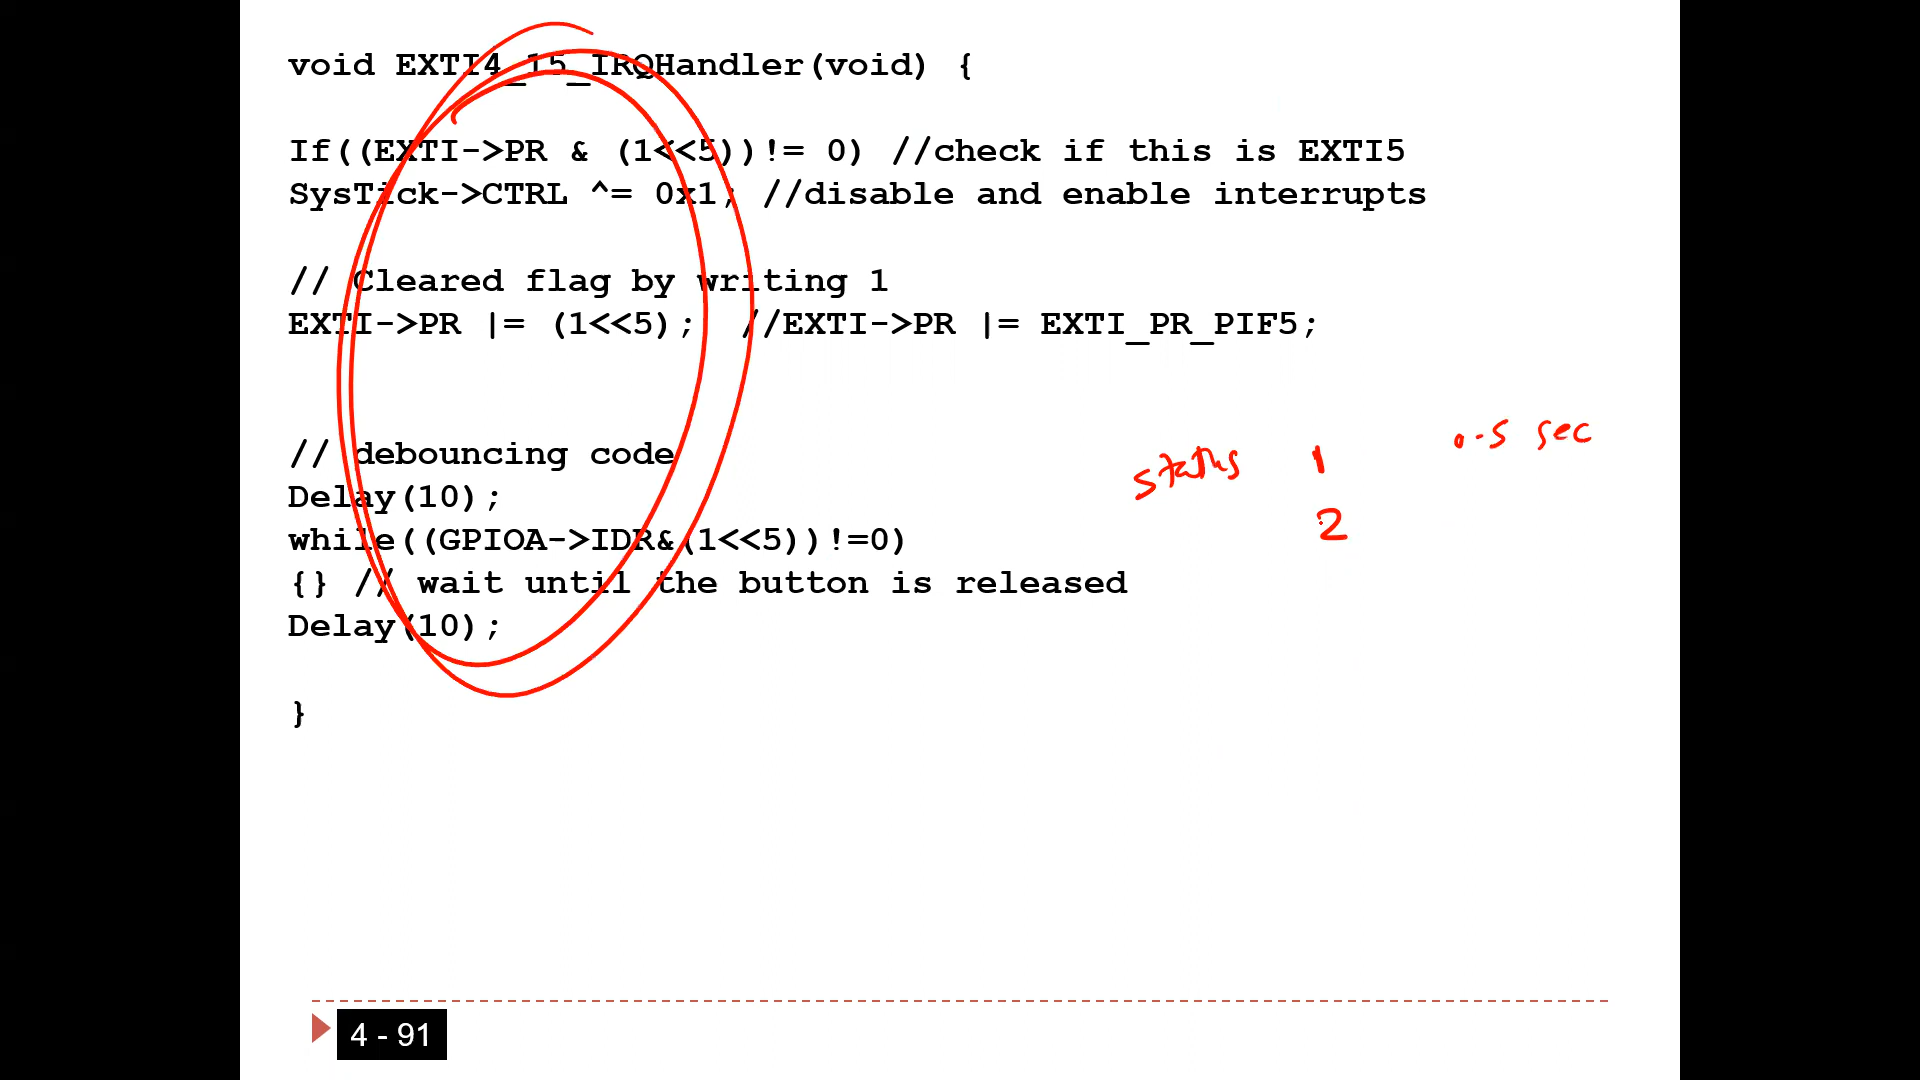 void EXTI4_15_IRQHandler(void) {
If((EXTI->PR & (1<<5))!= 0) //check if this is EXTI5
SysTick->CTRL ^= 0x1; //disable and enable interrupts
// Cleared flag by writing 1
EXTI->PR |= (1<<5); //EXTI->PR |= EXTI_PR_PIF5;
// debouncing code
Delay(10);
while((GPIOA->IDR&(1<<5))!=0)
{} // wait until the button is released
Delay(10);
}
status 1 0.5 sec
2
4 - 91